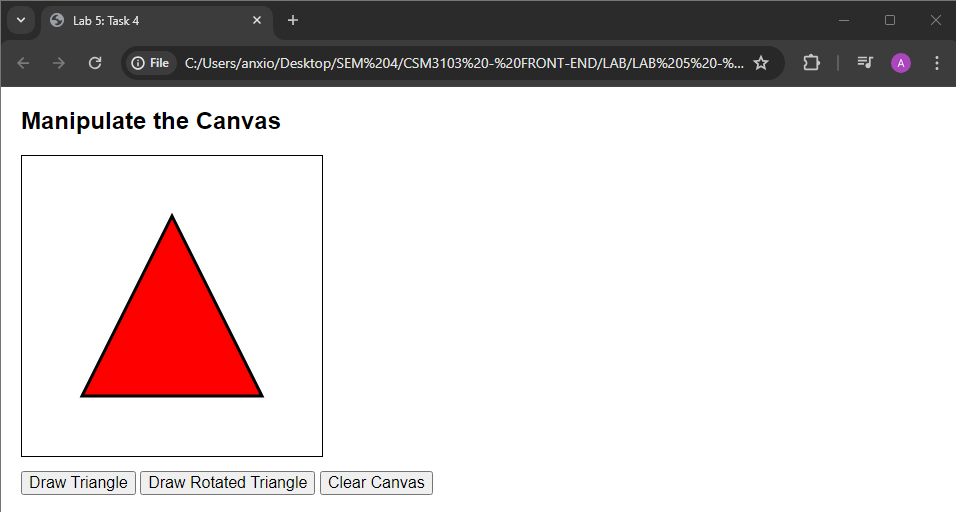 Lab 5: Task 4
File C:/Users/anxio/Desktop/SEM%204/CSM3103%20-%20FRONT-END/LAB/LAB%205%20-%... A
Manipulate the Canvas
Draw Triangle Draw Rotated Triangle Clear Canvas